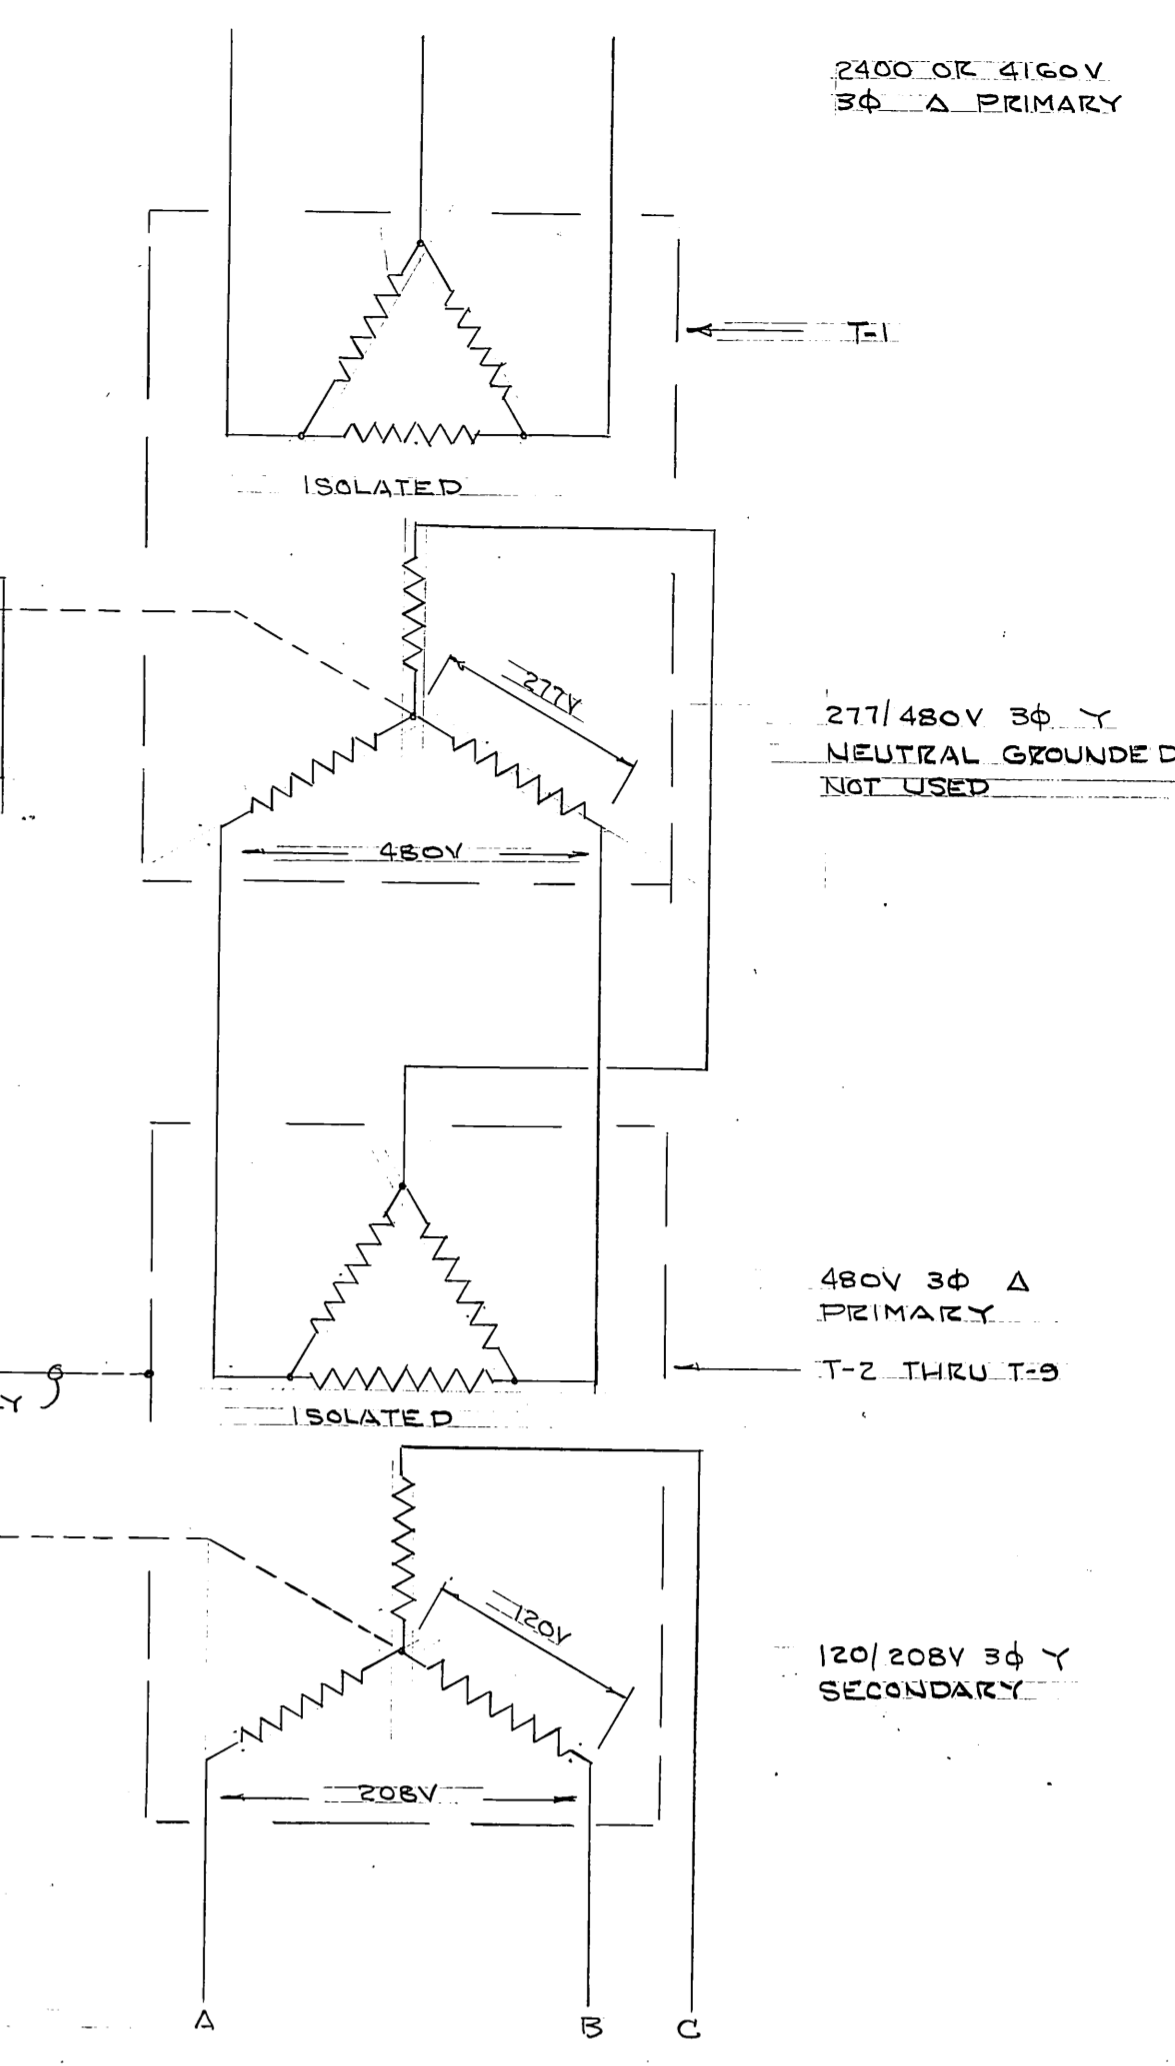 2400 OR 4160V
3Φ Δ PRIMARY
T-1
ISOLATED
277V
277/480V 3Φ Y
NEUTRAL GROUNDED
NOT USED
480V
480V 3Φ Δ
PRIMARY
T-2 THRU T-9
Y
ISOLATED
120V
120/208V 3Φ Y
SECONDARY
208V
A B C